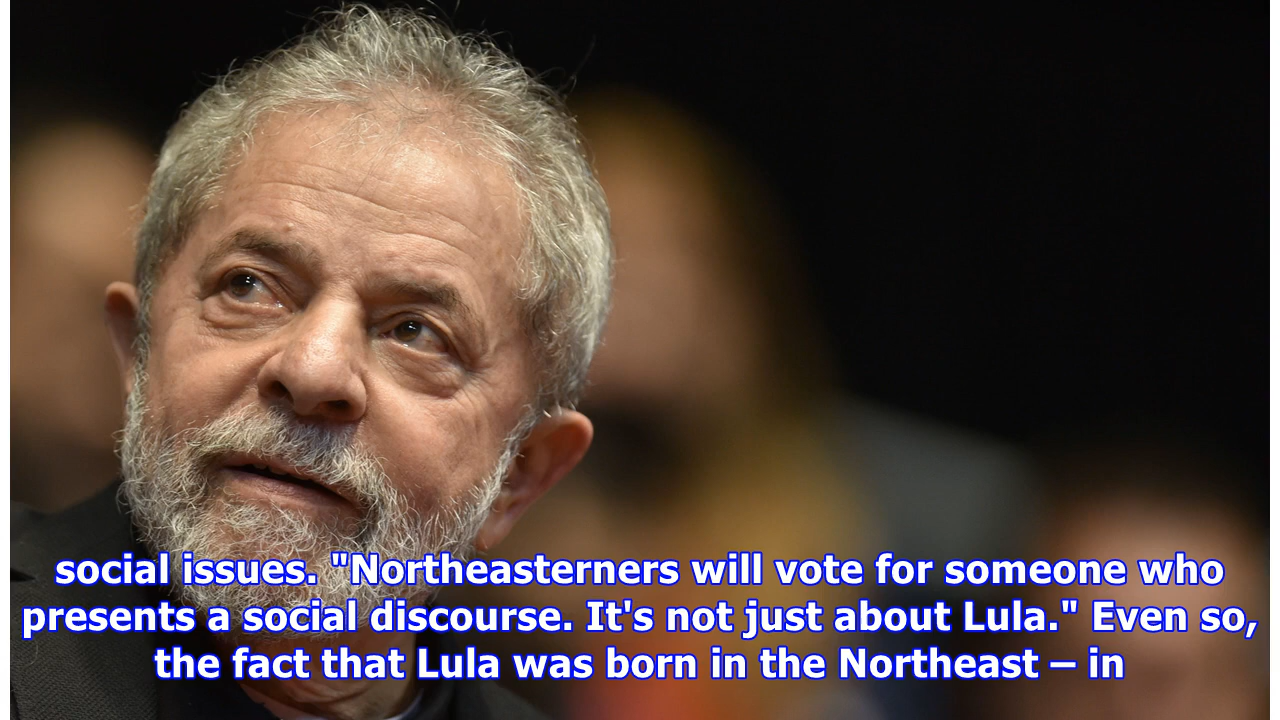 social issues. "Northeasterners will vote for someone who
presents a social discourse. It's not just about Lula." Even so,
the fact that Lula was born in the Northeast – in